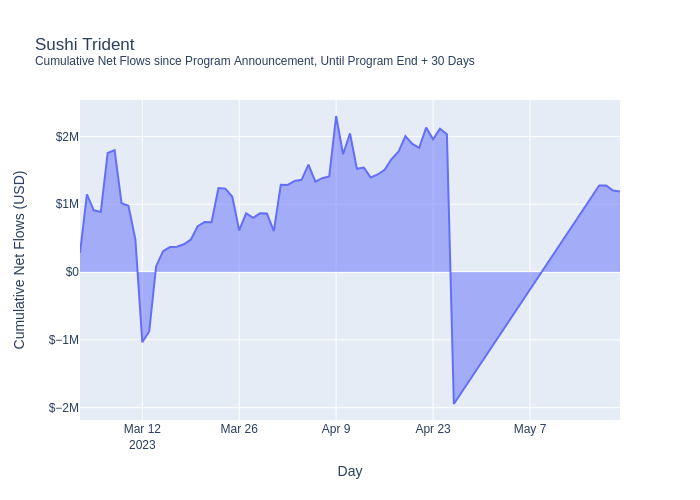 Sushi Trident
Cumulative Net Flows since Program Announcement, Until Program End + 30 Days
Cumulative Net Flows (USD)
$2M
$1M
$0
$−1M
$−2M
Mar 12
2023
Mar 26
Apr 9
Apr 23
May 7
Day